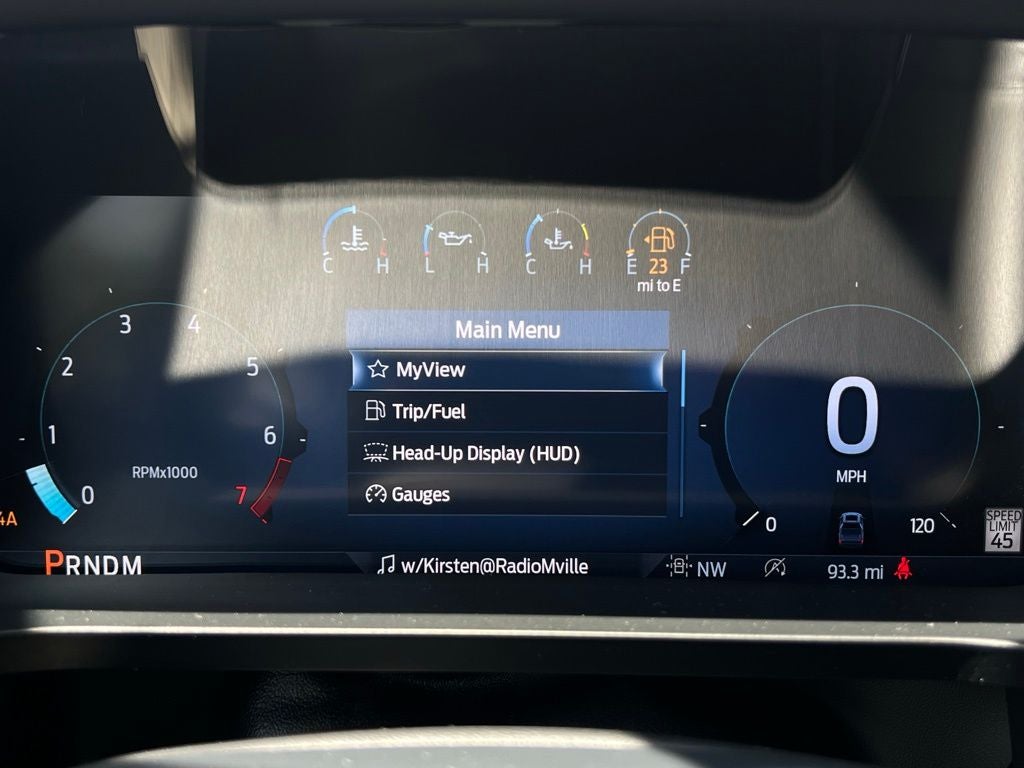 C H
L H
C H
E 23 F
mi to E
Main Menu
MyView
Trip/Fuel
Head-Up Display (HUD)
Gauges
0
1
2
3
4
5
6
7
RPMx1000
0
MPH
0
120
SPEED
LIMIT
45
4A
PRNDM
w/Kirsten@RadioMville
NW
93.3 mi